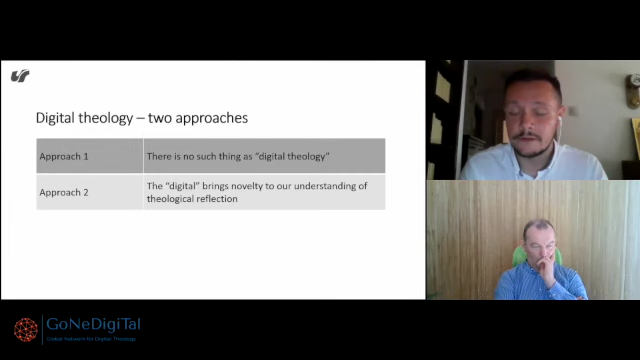 ur
Digital theology – two approaches
Approach 1
There is no such thing as “digital theology”
Approach 2
The “digital” brings novelty to our understanding of
theological reflection
GoNeDigiTal
Global Network for Digital Theology